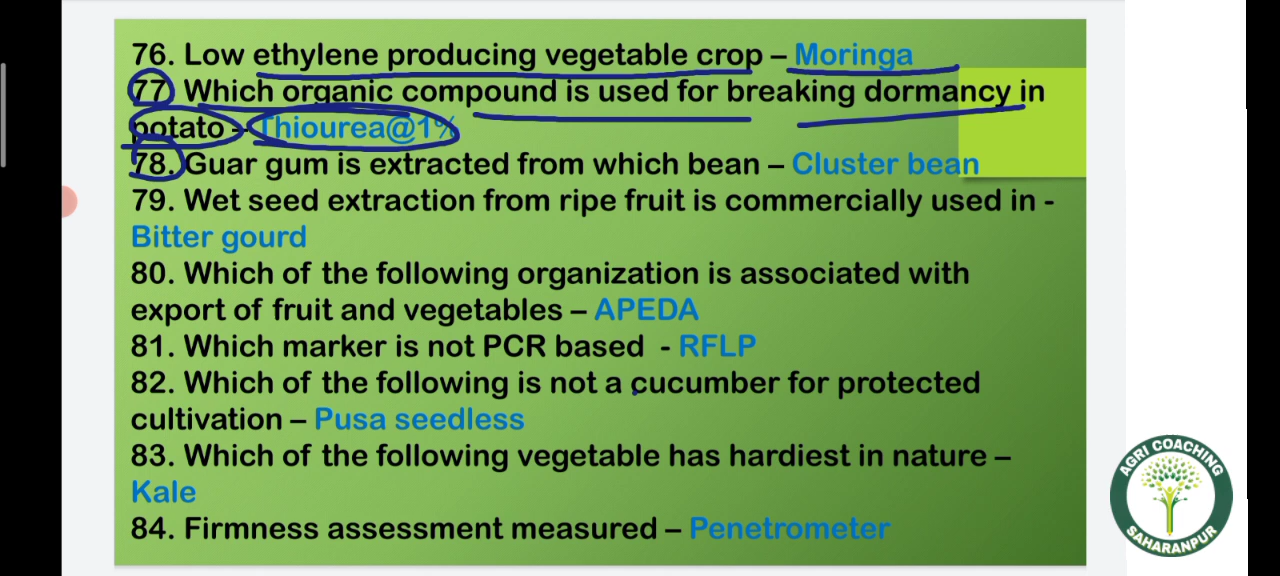 76. Low ethylene producing vegetable crop – Moringa
77. Which organic compound is used for breaking dormancy in
potato – Thiourea@1%
78. Guar gum is extracted from which bean – Cluster bean
79. Wet seed extraction from ripe fruit is commercially used in -
Bitter gourd
80. Which of the following organization is associated with
export of fruit and vegetables – APEDA
81. Which marker is not PCR based - RFLP
82. Which of the following is not a cucumber for protected
cultivation – Pusa seedless
83. Which of the following vegetable has hardiest in nature –
Kale
84. Firmness assessment measured – Penetrometer
AGRI COACHING
SAHARANPUR